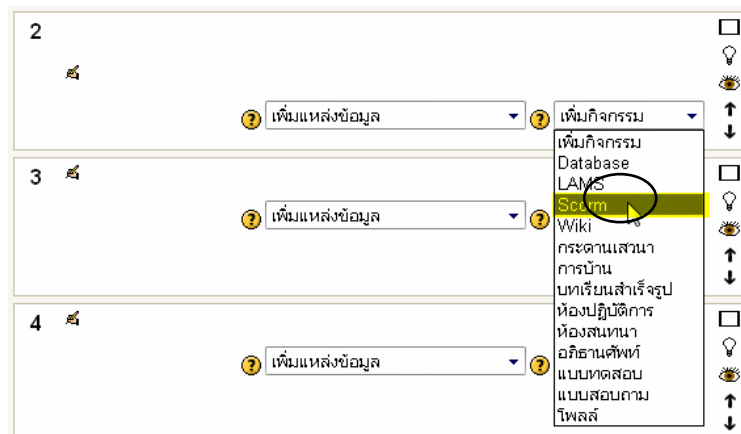 2
เพิ่มแหล่งข้อมูล
เพิ่มกิจกรรม
เพิ่มกิจกรรม
Database
LAMS
Scorm
Wiki
กระดานเสวนา
การบ้าน
บทเรียนสำเร็จรูป
ห้องปฏิบัติการ
ห้องสนทนา
อภิธานศัพท์
แบบทดสอบ
แบบสอบถาม
โพลล์
3
เพิ่มแหล่งข้อมูล
4
เพิ่มแหล่งข้อมูล